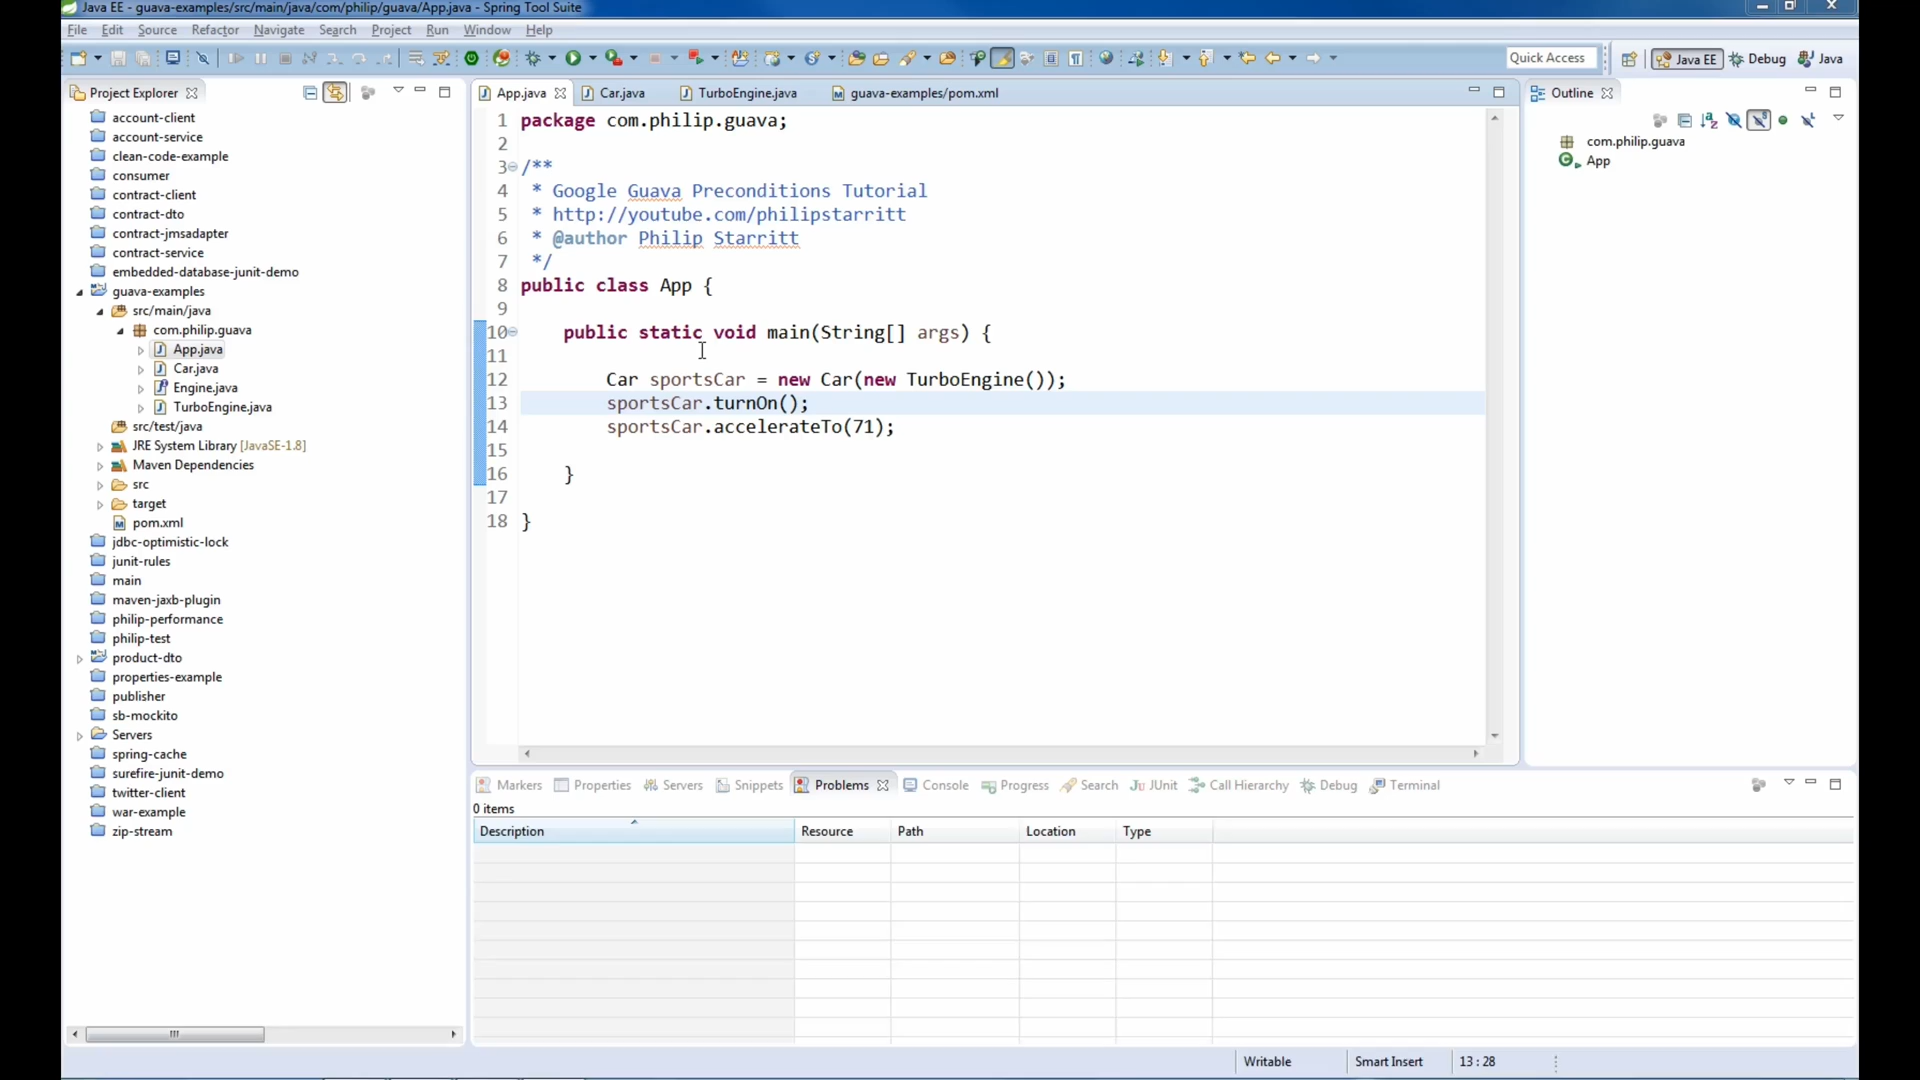 Java EE - guava-examples/src/main/java/com/philip/guava/App.java - Spring Tool Suite
File Edit Source Refactor Navigate Search Project Run Window Help
Quick Access Java EE Debug Java
Project Explorer
account-client
account-service
clean-code-example
consumer
contract-client
contract-dto
contract-jmsadapter
contract-service
embedded-database-junit-demo
guava-examples
src/main/java
com.philip.guava
App.java
Car.java
Engine.java
TurboEngine.java
src/test/java
JRE System Library [JavaSE-1.8]
Maven Dependencies
src
target
pom.xml
jdbc-optimistic-lock
junit-rules
main
maven-jaxb-plugin
philip-performance
philip-test
product-dto
properties-example
publisher
sb-mockito
Servers
spring-cache
surefire-junit-demo
twitter-client
war-example
zip-stream
App.java Car.java TurboEngine.java guava-examples/pom.xml
1 package com.philip.guava;
2
3 /**
4 * Google Guava Preconditions Tutorial
5 * http://youtube.com/philipstarritt
6 * @author Philip Starritt
7 */
8 public class App {
9
10 public static void main(String[] args) {
11
12 Car sportsCar = new Car(new TurboEngine());
13 sportsCar.turnOn();
14 sportsCar.accelerateTo(71);
15
16 }
17
18 }
Outline
com.philip.guava
App
Markers Properties Servers Snippets Problems Console Progress Search JUnit Call Hierarchy Debug Terminal
0 items
Description Resource Path Location Type
Writable Smart Insert 13 : 28